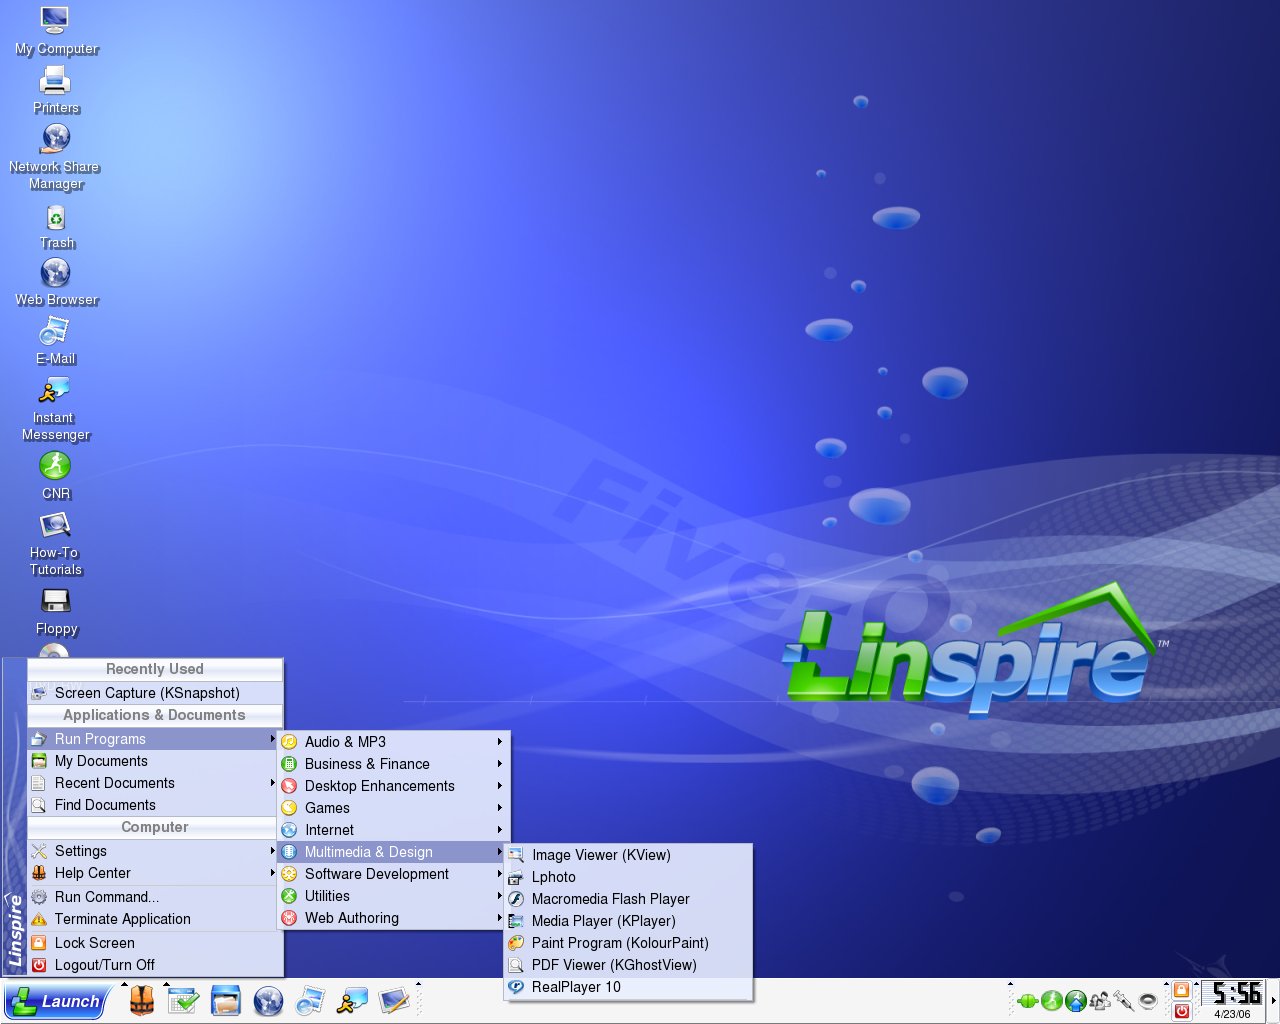 My Computer
Printers
Network Share
Manager
Trash
Web Browser
E-Mail
Instant
Messenger
CNR
How-To
Tutorials
Floppy
Five-O
Linspire™
Recently Used
Screen Capture (KSnapshot)
Applications & Documents
Run Programs
My Documents
Recent Documents
Find Documents
Computer
Settings
Help Center
Run Command...
Terminate Application
Lock Screen
Logout/Turn Off
Linspire
Audio & MP3
Business & Finance
Desktop Enhancements
Games
Internet
Multimedia & Design
Software Development
Utilities
Web Authoring
Image Viewer (KView)
Lphoto
Macromedia Flash Player
Media Player (KPlayer)
Paint Program (KolourPaint)
PDF Viewer (KGhostView)
RealPlayer 10
Launch
5:56
4/23/06